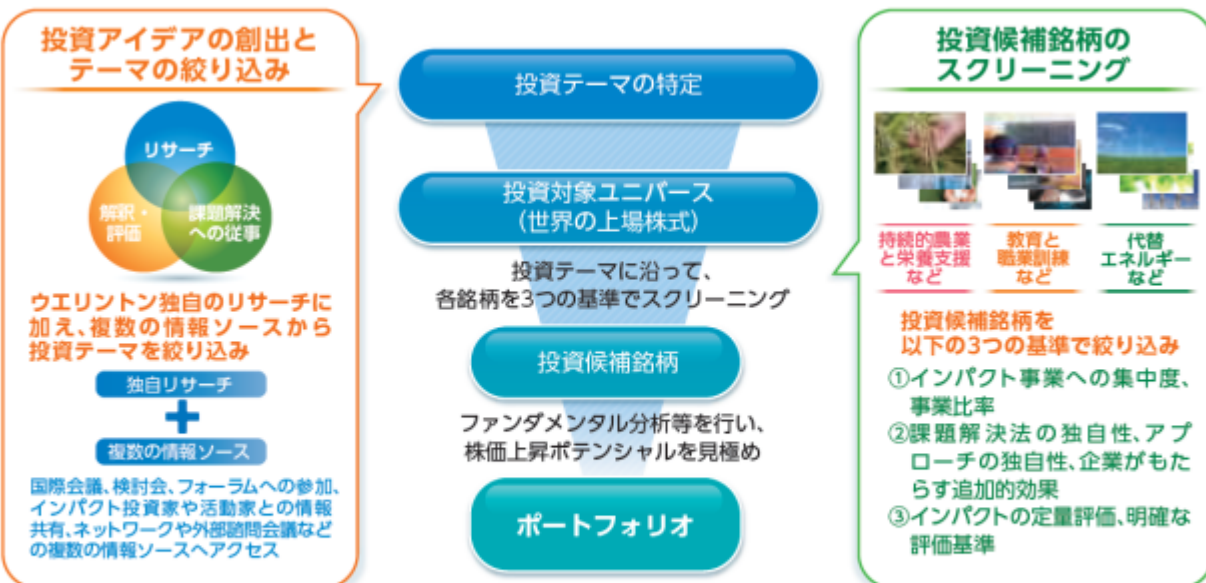 投資アイデアの創出と
テーマの絞り込み
リサーチ
解釈・
評価
課題解決
への従事
ウエリントン独自のリサーチに
加え、複数の情報ソースから
投資テーマを絞り込み
独自リサーチ
+
複数の情報ソース
国際会議、検討会、フォーラムへの参加、
インパクト投資家や活動家との情報
共有、ネットワークや外部諮問会議など
の複数の情報ソースへアクセス
投資テーマの特定
投資対象ユニバース
（世界の上場株式）
投資テーマに沿って、
各銘柄を3つの基準でスクリーニング
投資候補銘柄
ファンダメンタル分析等を行い、
株価上昇ポテンシャルを見極め
ポートフォリオ
投資候補銘柄の
スクリーニング
持続的農業
と栄養支援
など
教育と
職業訓練
など
代替
エネルギー
など
投資候補銘柄を
以下の3つの基準で絞り込み
①インパクト事業への集中度、
事業比率
②課題解決法の独自性、アプ
ローチの独自性、企業がもた
らす追加的効果
③インパクトの定量評価、明確な
評価基準